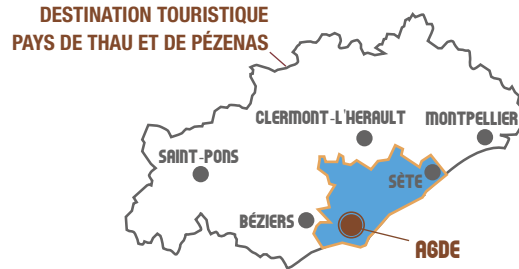 DESTINATION TOURISTIQUE
PAYS DE THAU ET DE PÉZENAS
CLERMONT-L'HERAULT
MONTPELLIER
SAINT-PONS
SÈTE
BÉZIERS
AGDE